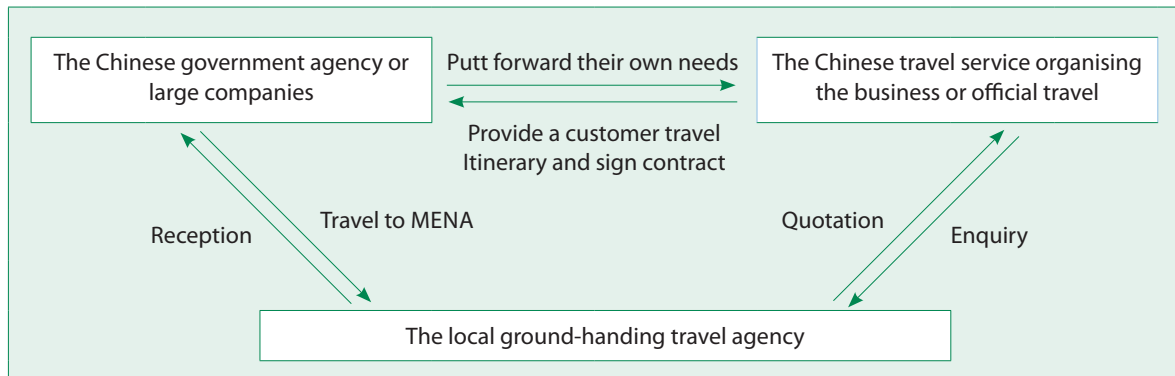 The Chinese government agency or
large companies
Putt forward their own needs
The Chinese travel service organising
the business or official travel
Provide a customer travel
Itinerary and sign contract
Reception
Travel to MENA
Quotation
Enquiry
The local ground-handing travel agency